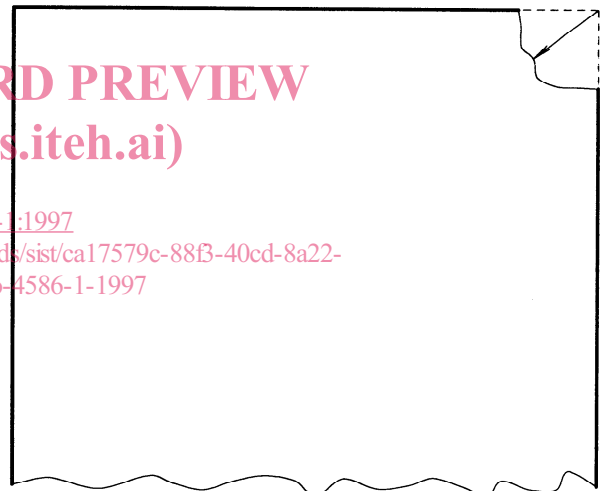 RD PREVIEW
s.iteh.ai)
-1:1997
ds/sist/ca17579c-88f3-40cd-8a22-
-4586-1-1997